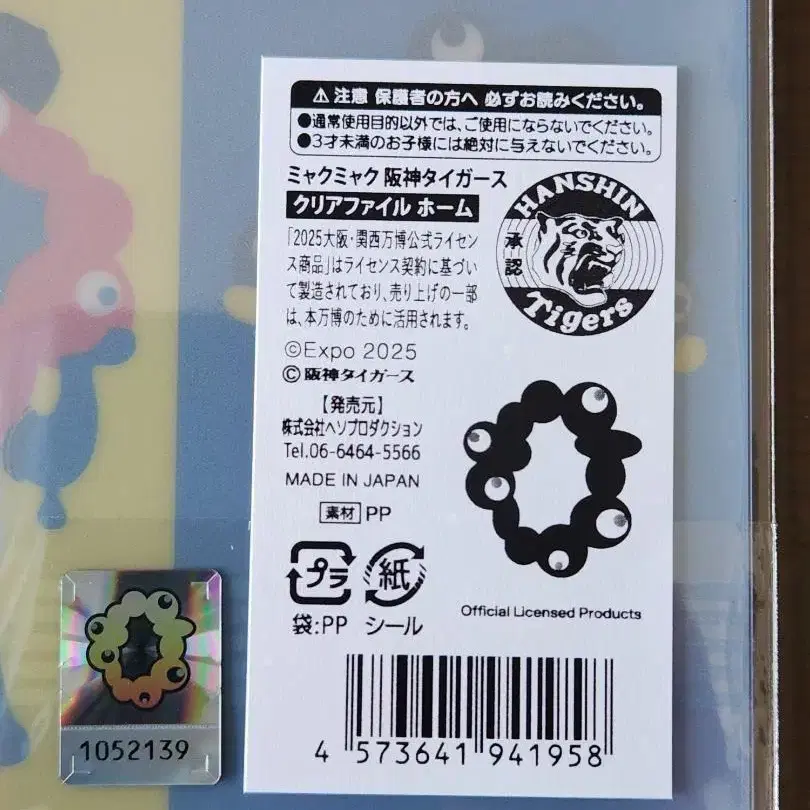 ⚠注意 保護者の方へ 必ずお読みください。
●通常使用目的以外では、ご使用にならないでください。
●3才未満のお子様には絶対に与えないでください。
ミャクミャク 阪神タイガース
クリアファイル ホーム
「2025大阪・関西万博公式ライセン
ス商品」はライセンス契約に基づい
て製造されており、売り上げの一部
は、本万博のために活用されます。
©Expo 2025
©阪神タイガース
【発売元】
株式会社ヘソプロダクション
Tel.06-6464-5566
MADE IN JAPAN
素材 PP
プラ 紙
袋:PP シール
HANSHIN
承認
Tigers
Official Licensed Products
4 573641 941958
1052139